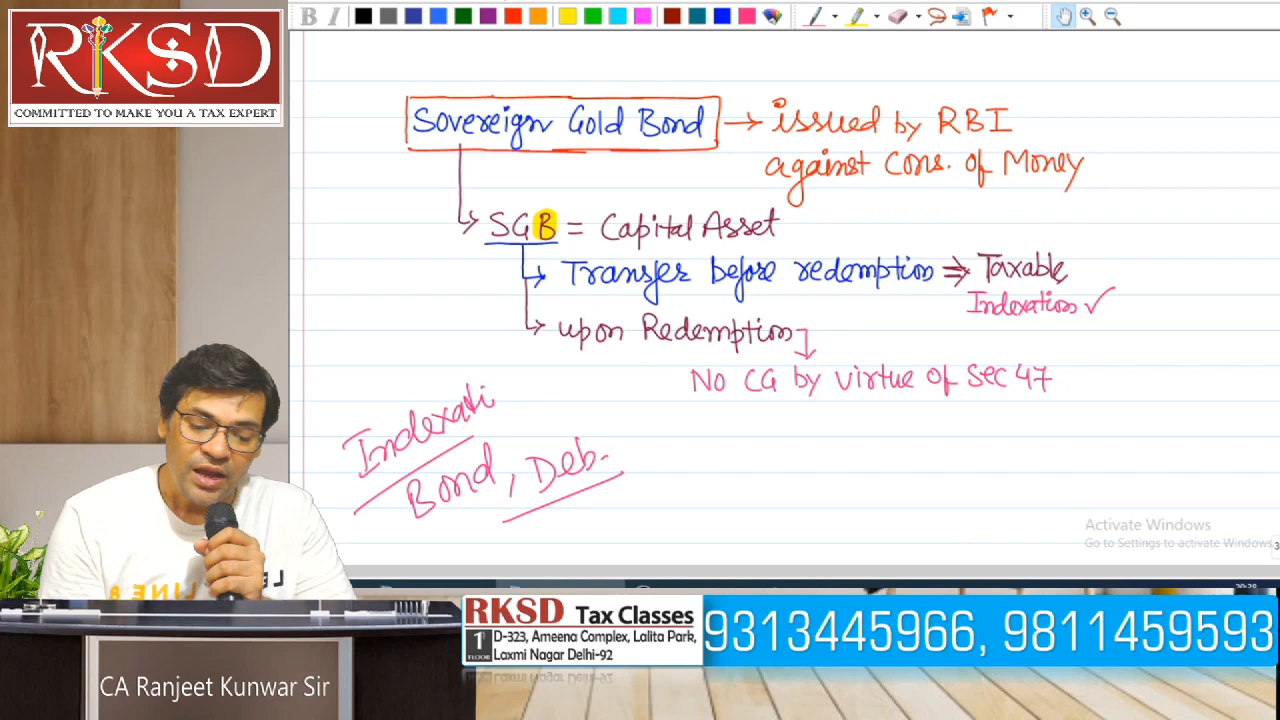 RKSD
COMMITTED TO MAKE YOU A TAX EXPERT
B I
Sovereign Gold Bond → issued by RBI
against Cons. of Money
SGB = Capital Asset
Transfer before redemption ⇒ Taxable
Indexation ✓
upon Redemption
No CG by virtue of Sec 47
Indexati
Bond, Deb.
Activate Windows
Go to Settings to activate Windows.
CA Ranjeet Kunwar Sir
RKSD Tax Classes
1
FLOOR
D-323, Ameena Complex, Lalita Park,
Laxmi Nagar Delhi-92
9313445966, 9811459593